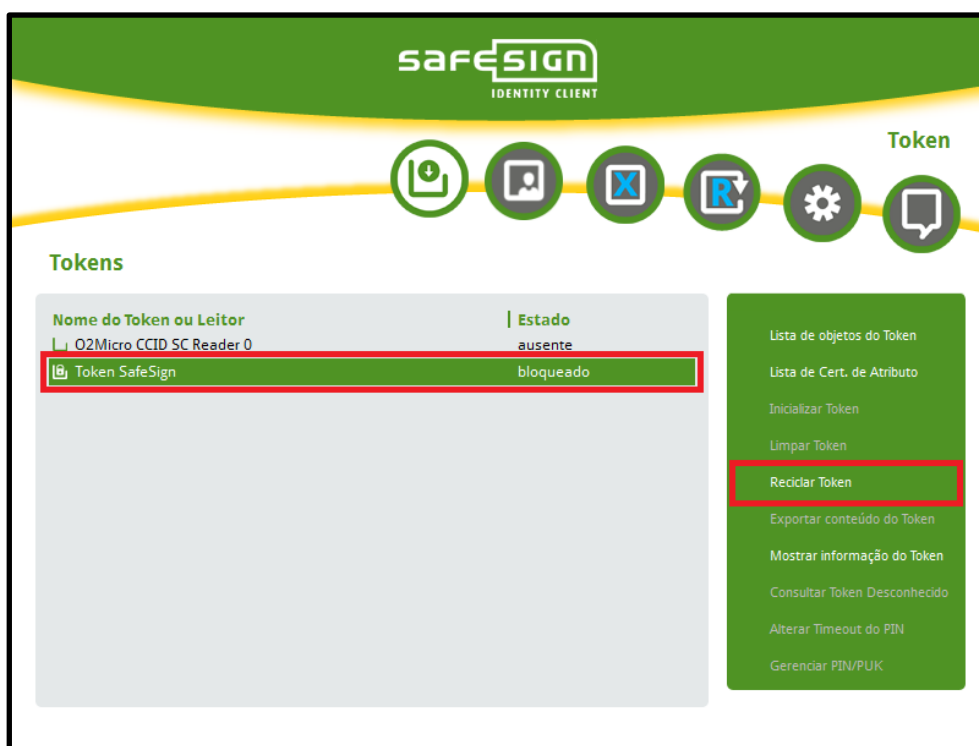 safesign
IDENTITY CLIENT
Token
X
R
Tokens
Nome do Token ou Leitor
Estado
O2Micro CCID SC Reader 0
ausente
Token SafeSign
bloqueado
Lista de objetos do Token
Lista de Cert. de Atributo
Inicializar Token
Limpar Token
Reciclar Token
Exportar conteúdo do Token
Mostrar informação do Token
Consultar Token Desconhecido
Alterar Timeout do PIN
Gerenciar PIN/PUK